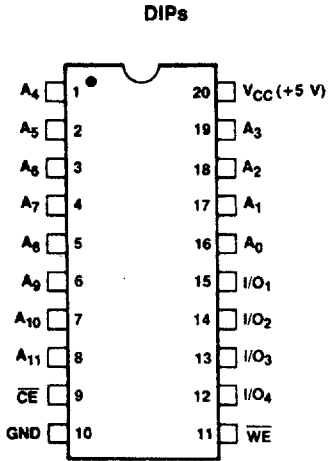 DIPs
A4 1 20 VCC (+5 V)
A5 2 19 A3
A6 3 18 A2
A7 4 17 A1
A8 5 16 A0
A9 6 15 I/O1
A10 7 14 I/O2
A11 8 13 I/O3
C̅E̅ 9 12 I/O4
GND 10 11 W̅E̅